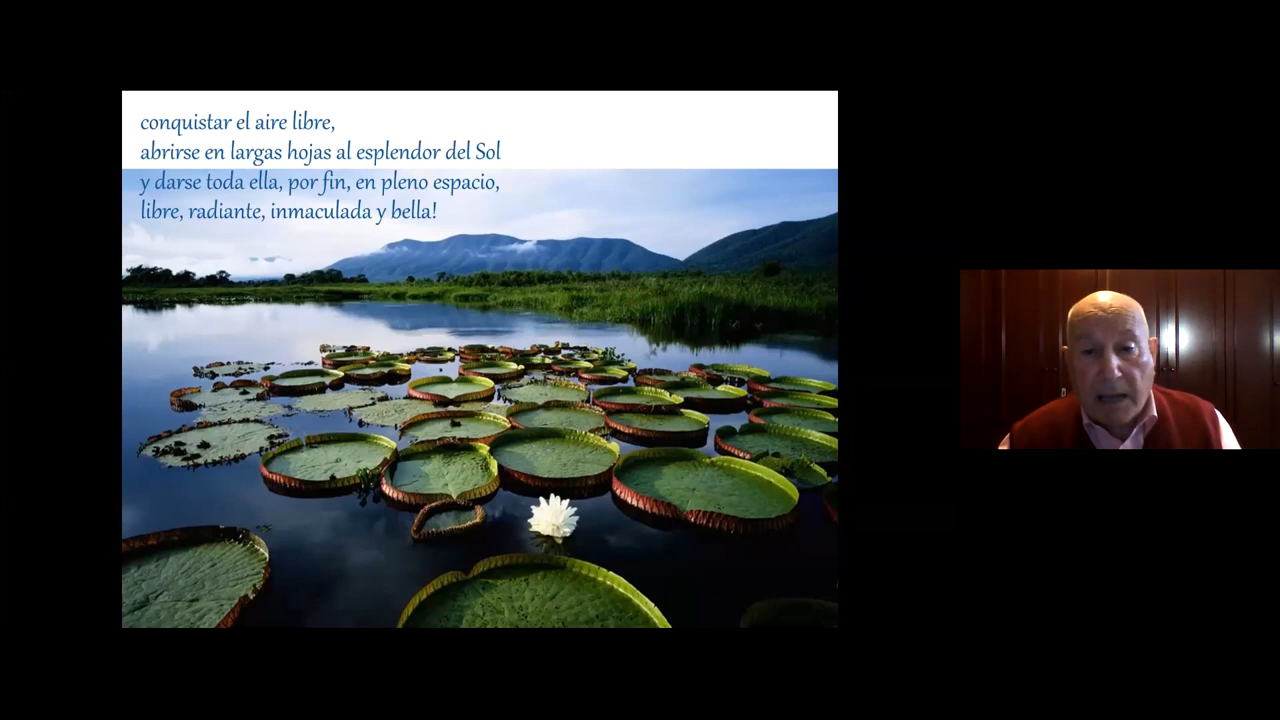 conquistar el aire libre,
abrirse en largas hojas al esplendor del Sol
y darse toda ella, por fin, en pleno espacio,
libre, radiante, inmaculada y bella!